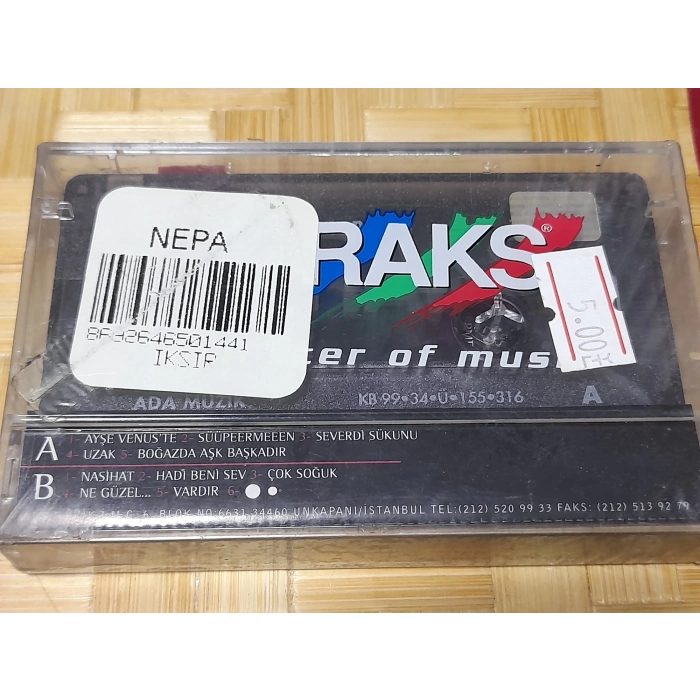 NEPA
8692646501441
IKSIR
RAKS®
5.00
ter of mus
ADA MÜZİK
KB 99•34•Ü•155•316
A
A
1- AYŞE VENÜS'TE 2- SÜÜPEERMEEEN 3- SEVERDİ SÜKUNU
4- UZAK 5- BOĞAZDA AŞK BAŞKADIR
B
1- NASİHAT 2- HADİ BENİ SEV 3- ÇOK SOĞUK
4- NE GÜZEL... 5- VARDIR 6-
BLOK NO:6631 34460 UNKAPANI/İSTANBUL TEL:(212) 520 99 33 FAKS: (212) 513 92 79